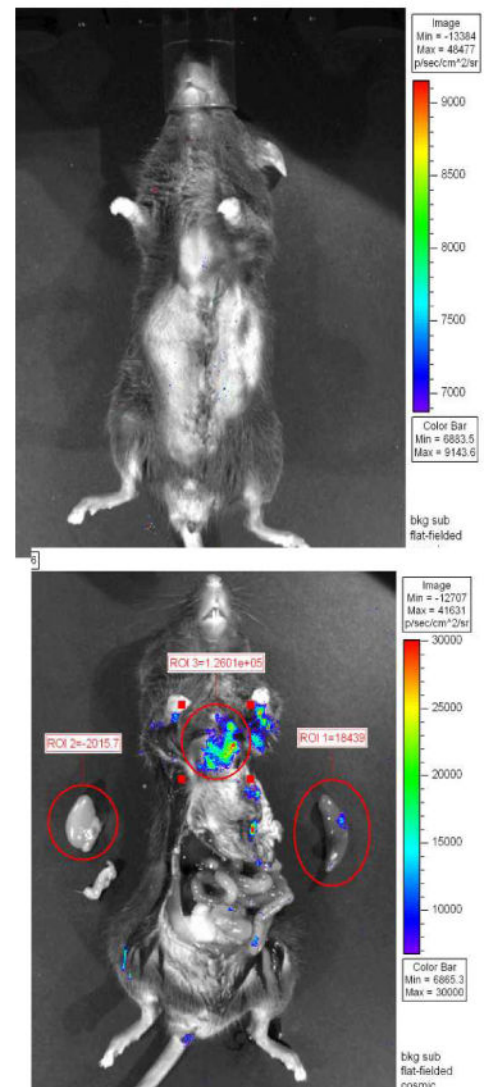 Image
Min = -13384
Max = 48477
p/sec/cm^2/sr
9000
8500
8000
7500
7000
Color Bar
Min = 6883.5
Max = 9143.6
bkg sub
flat-fielded
6
Image
Min = -12707
Max = 41631
p/sec/cm^2/sr
ROI 3=1.2601e+05
ROI 2=-2015.7
ROI 1=18439
30000
25000
20000
15000
10000
Color Bar
Min = 6865.3
Max = 30000
bkg sub
flat-fielded
cosmic